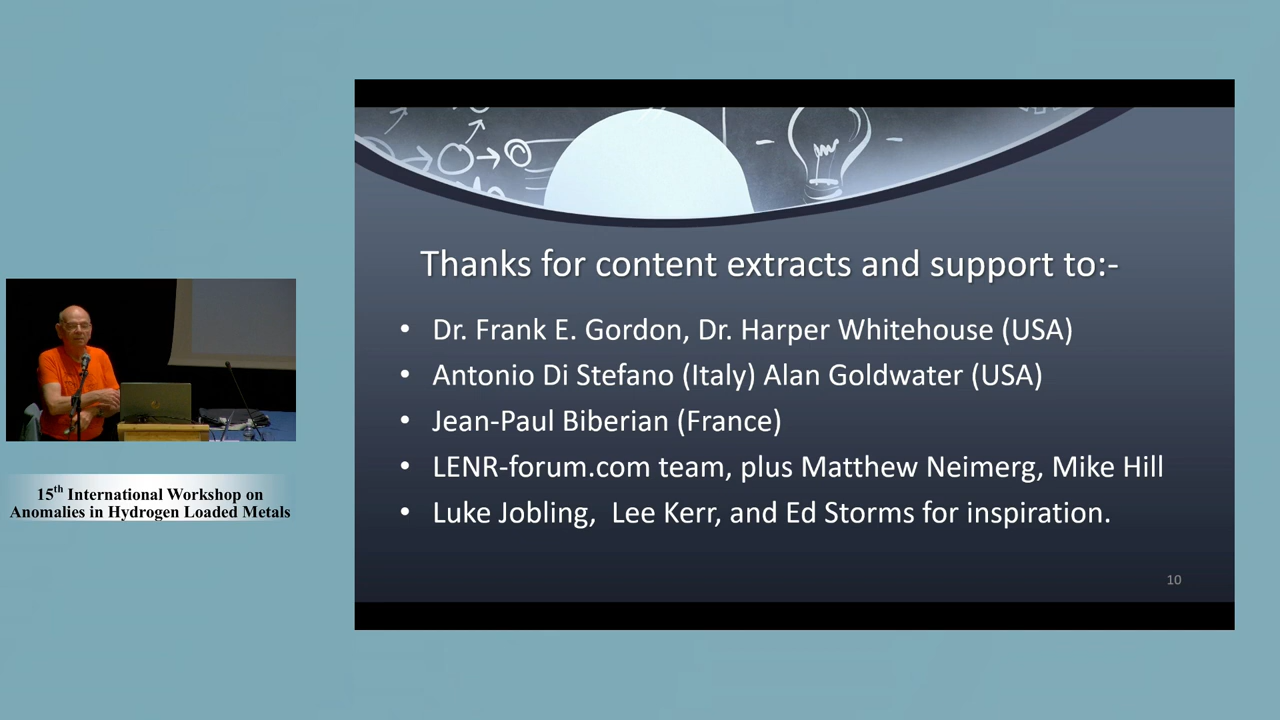 Thanks for content extracts and support to:-
• Dr. Frank E. Gordon, Dr. Harper Whitehouse (USA)
• Antonio Di Stefano (Italy) Alan Goldwater (USA)
• Jean-Paul Biberian (France)
• LENR-forum.com team, plus Matthew Neimerg, Mike Hill
• Luke Jobling,  Lee Kerr, and Ed Storms for inspiration.
10
15th International Workshop on
Anomalies in Hydrogen Loaded Metals